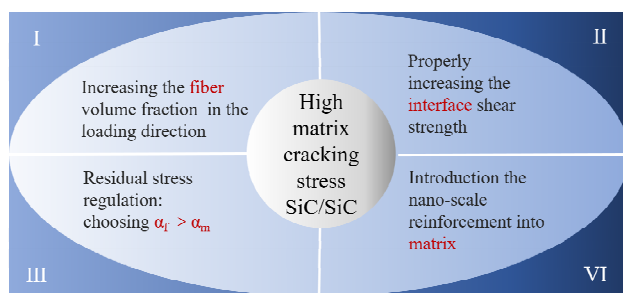 I
Increasing the fiber
volume fraction in the
loading direction
II
Properly
increasing the
interface shear
strength
High
matrix
cracking
stress
SiC/SiC
Residual stress
regulation:
choosing αf > αm
III
Introduction the
nano-scale
reinforcement into
matrix
VI